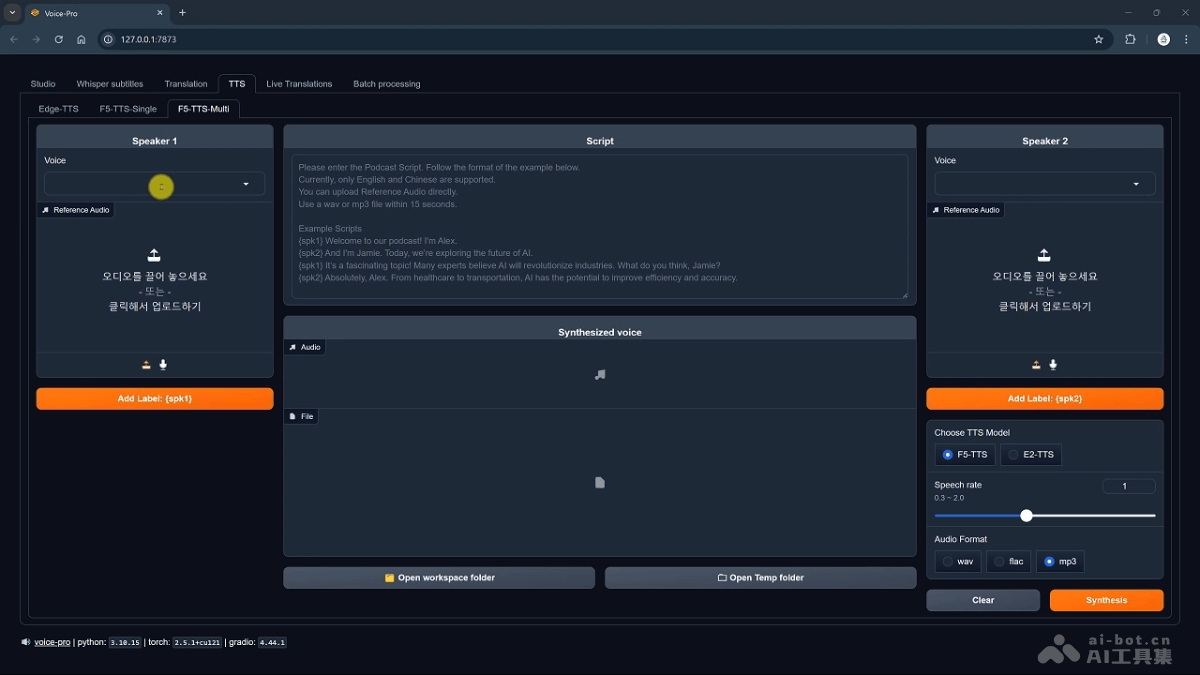 Voice-Pro
127.0.0.1:7873
Studio
Whisper subtitles
Translation
TTS
Live Translations
Batch processing
Edge-TTS
F5-TTS-Single
F5-TTS-Multi
Speaker 1
Voice
Reference Audio
오디오를 끌어 놓으세요
- 또는 -
클릭해서 업로드하기
Add Label: {spk1}
Script
Please enter the Podcast Script. Follow the format of the example below.
Currently, only English and Chinese are supported.
You can upload Reference Audio directly.
Use a wav or mp3 file within 15 seconds.
Example Scripts
{spk1} Welcome to our podcast! I'm Alex.
{spk2} And I'm Jamie. Today, we're exploring the future of AI.
{spk1} It's a fascinating topic! Many experts believe AI will revolutionize industries. What do you think, Jamie?
{spk2} Absolutely, Alex. From healthcare to transportation, AI has the potential to improve efficiency and accuracy.
Synthesized voice
Audio
File
Open workspace folder
Open Temp folder
Speaker 2
Voice
Reference Audio
오디오를 끌어 놓으세요
- 또는 -
클릭해서 업로드하기
Add Label: {spk2}
Choose TTS Model
F5-TTS
E2-TTS
Speech rate
1
0.3 ~ 2.0
Audio Format
wav
flac
mp3
Clear
Synthesis
voice-pro | python: 3.10.15 | torch: 2.5.1+cu121 | gradio: 4.44.1
ai-bot.cn
AI工具集